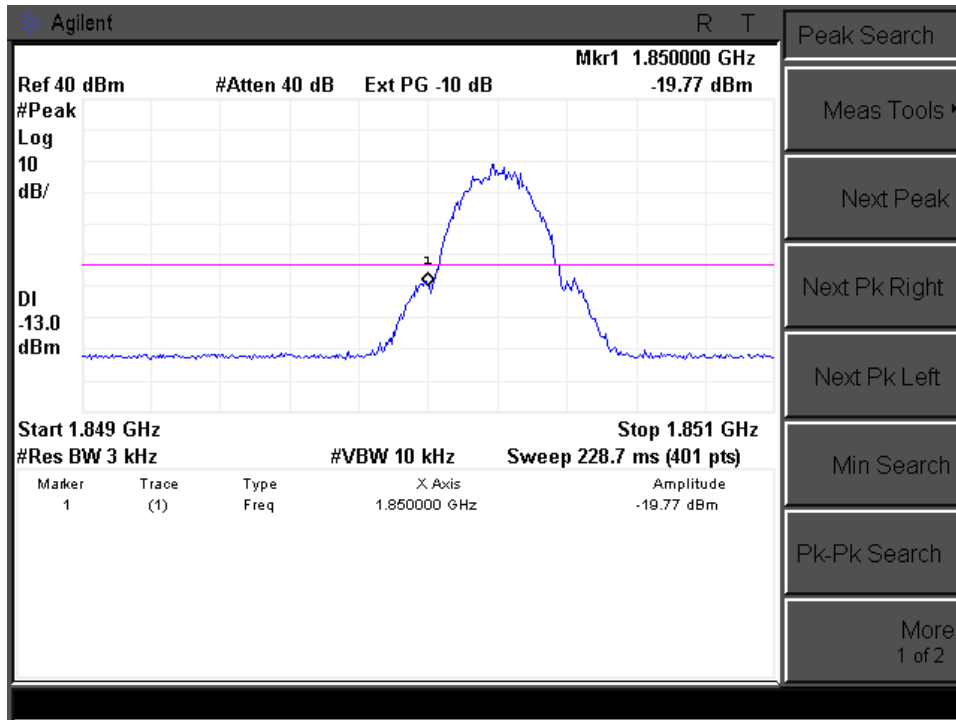 Agilent R T
Mkr1 1.850000 GHz
Ref 40 dBm #Atten 40 dB Ext PG -10 dB -19.77 dBm
#Peak
Log
10
dB/
1
DI
-13.0
dBm
Start 1.849 GHz Stop 1.851 GHz
#Res BW 3 kHz #VBW 10 kHz Sweep 228.7 ms (401 pts)
Marker Trace Type X Axis Amplitude
1 (1) Freq 1.850000 GHz -19.77 dBm
Peak Search
Meas Tools
Next Peak
Next Pk Right
Next Pk Left
Min Search
Pk-Pk Search
More
1 of 2